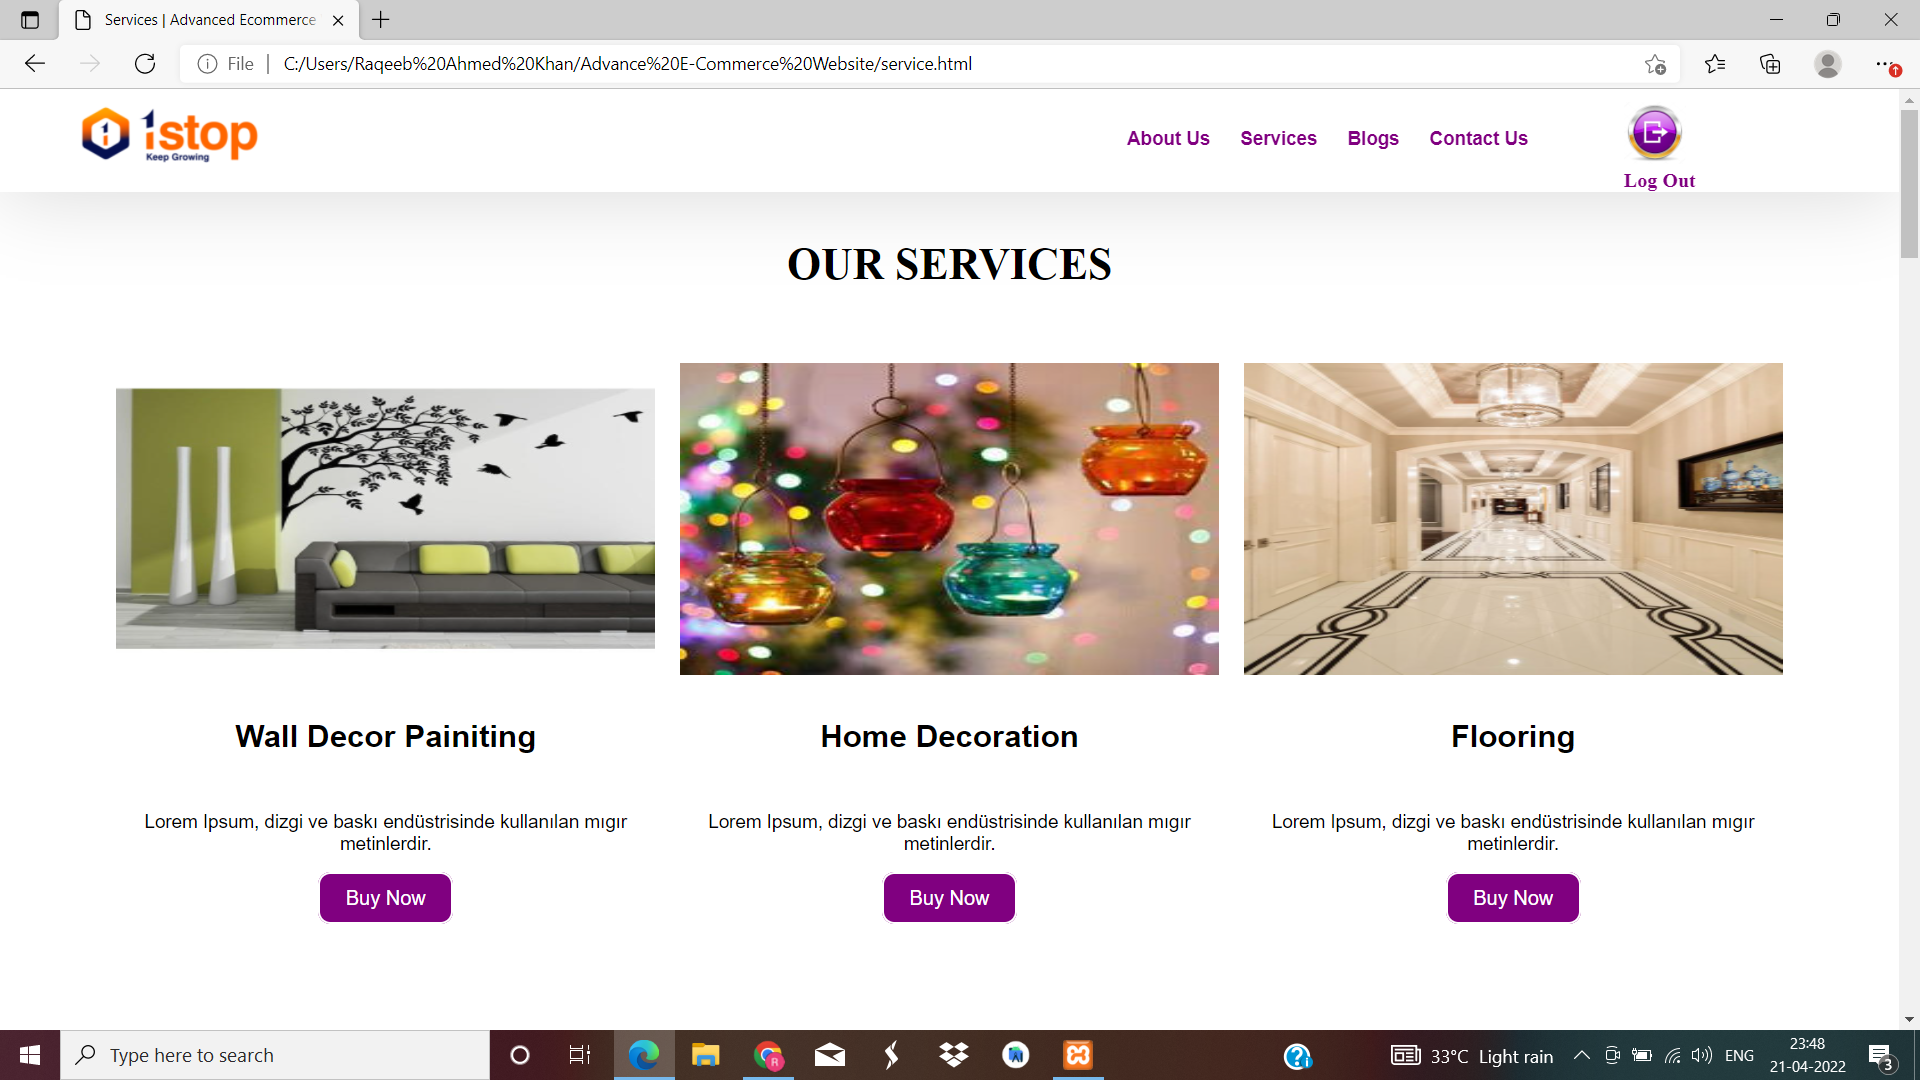 Services | Advanced Ecommerce
File
C:/Users/Raqeeb%20Ahmed%20Khan/Advance%20E-Commerce%20Website/service.html
1stop
Keep Growing
About Us Services Blogs Contact Us
Log Out
OUR SERVICES
Wall Decor Painiting
Home Decoration
Flooring
Lorem Ipsum, dizgi ve baskı endüstrisinde kullanılan mıgır
metinlerdir.
Lorem Ipsum, dizgi ve baskı endüstrisinde kullanılan mıgır
metinlerdir.
Lorem Ipsum, dizgi ve baskı endüstrisinde kullanılan mıgır
metinlerdir.
Buy Now
Buy Now
Buy Now
Type here to search
R
33°C Light rain
ENG
23:48
21-04-2022
3